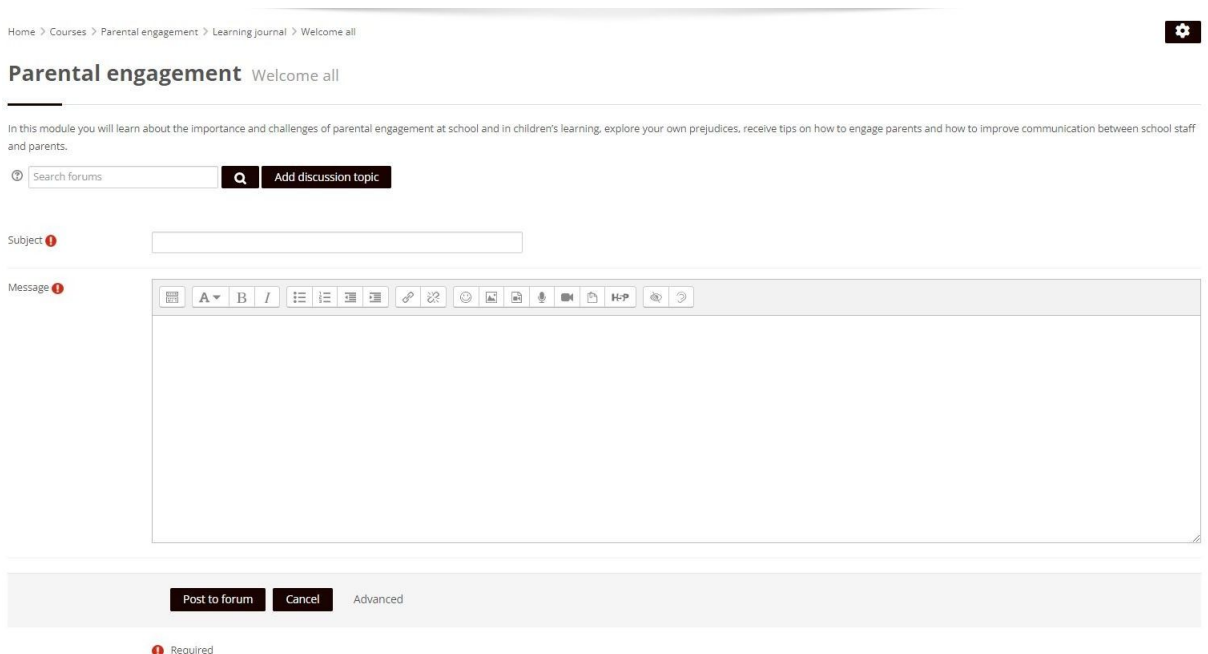 Home > Courses > Parental engagement > Learning journal > Welcome all
Parental engagement Welcome all
In this module you will learn about the importance and challenges of parental engagement at school and in children's learning, explore your own prejudices, receive tips on how to engage parents and how to improve communication between school staff
and parents.
Search forums Add discussion topic
Subject
Message
A B I H-P
Post to forum Cancel Advanced
Required